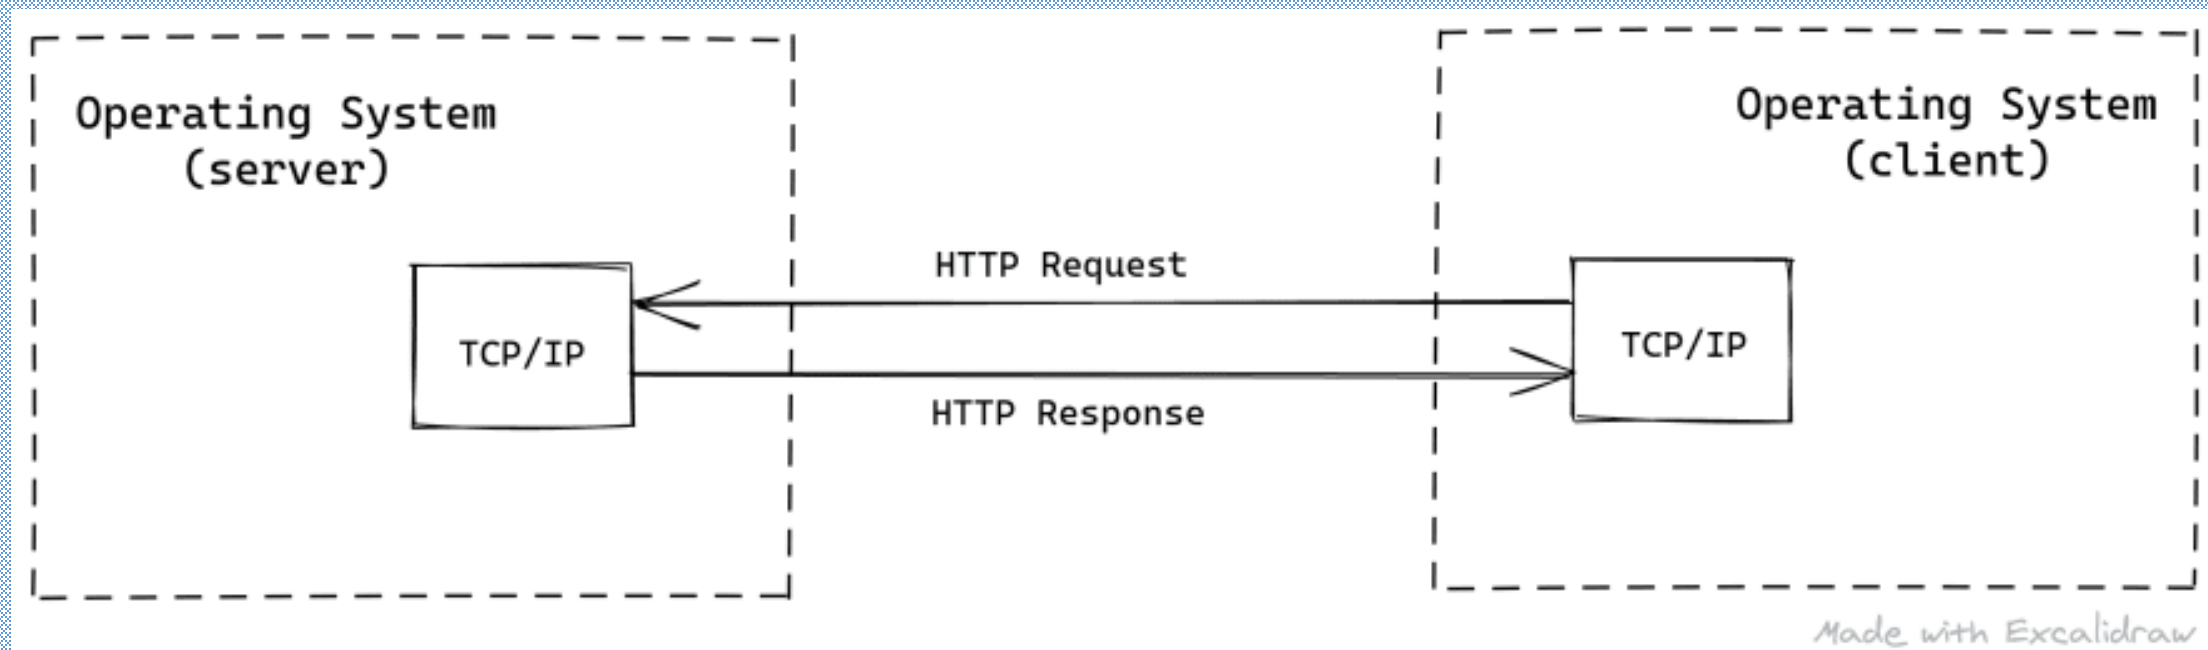 Operating System
(server)
Operating System
(client)
HTTP Request
TCP/IP
TCP/IP
HTTP Response
Made with Excalidraw